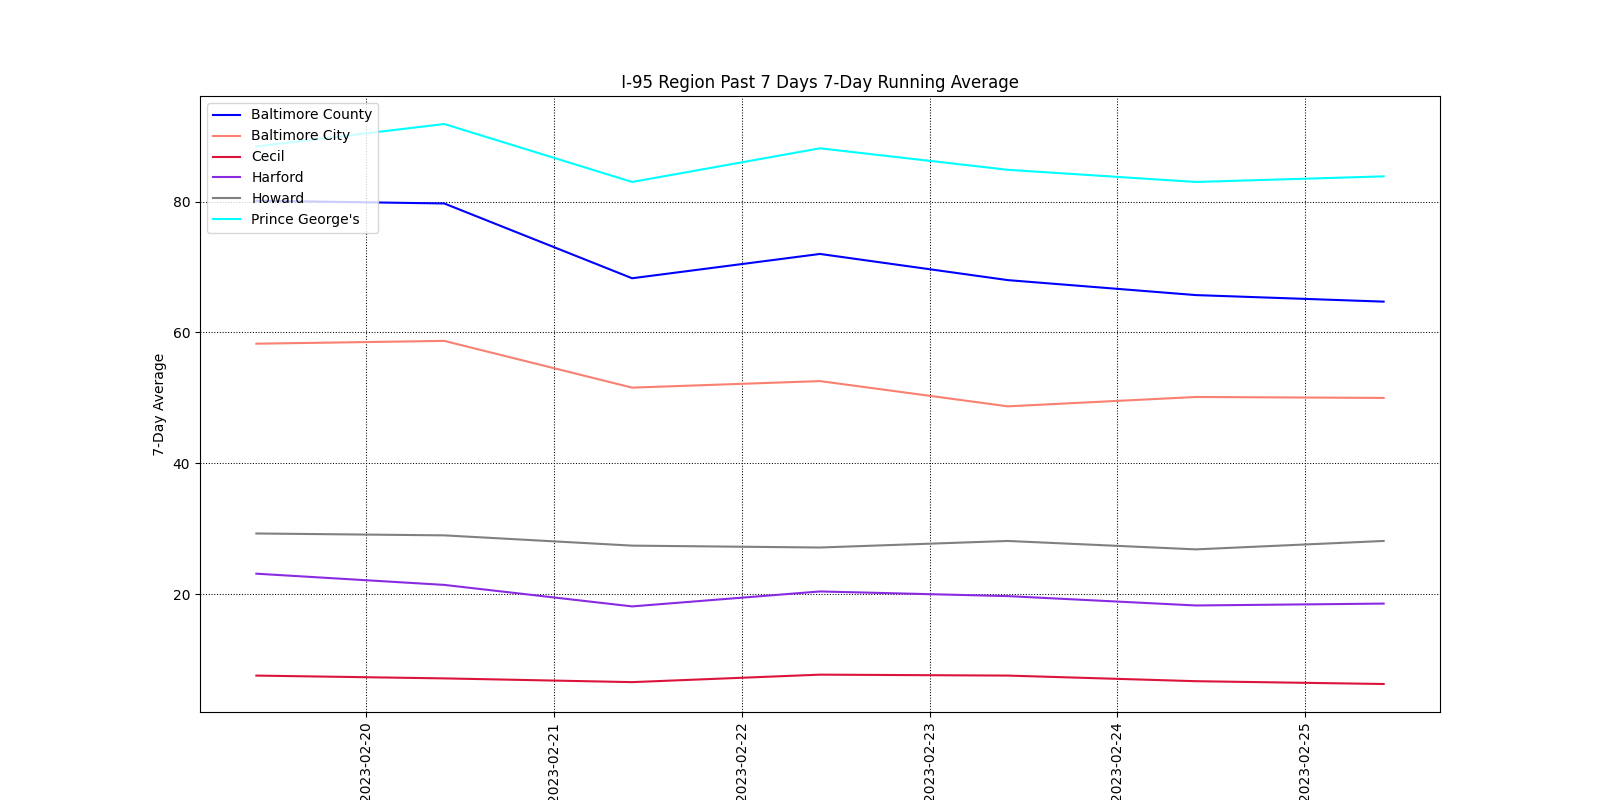 I-95 Region Past 7 Days 7-Day Running Average
Baltimore County
Baltimore City
Cecil
Harford
Howard
Prince George's
7-Day Average
80
60
40
20
2023-02-20
2023-02-21
2023-02-22
2023-02-23
2023-02-24
2023-02-25